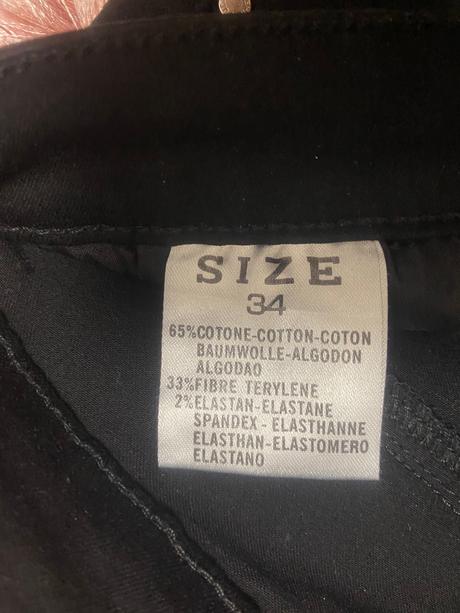 SIZE
34
65%COTONE-COTTON-COTON
BAUMWOLLE-ALGODON
ALGODAO
33%FIBRE TERYLENE
2%ELASTAN-ELASTANE
SPANDEX - ELASTHANNE
ELASTHAN-ELASTOMERO
ELASTANO